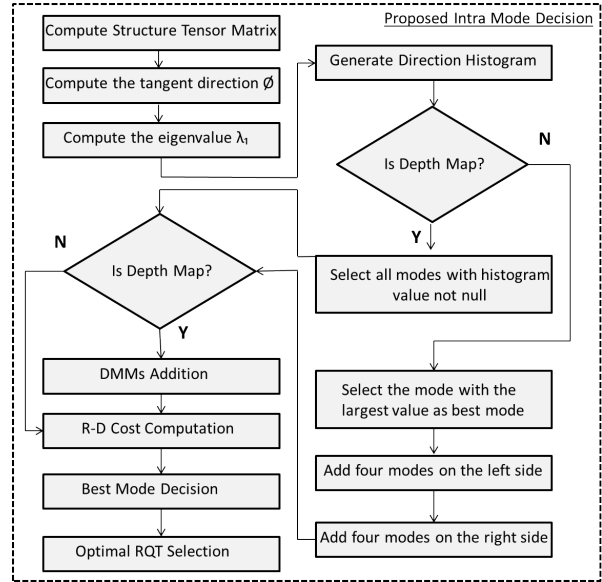 Proposed Intra Mode Decision
Compute Structure Tensor Matrix
Compute the tangent direction Ø
Compute the eigenvalue λ₁
Generate Direction Histogram
Is Depth Map?
N
Y
Select all modes with histogram
value not null
Select the mode with the
largest value as best mode
Add four modes on the left side
Add four modes on the right side
Is Depth Map?
N
Y
DMMs Addition
R-D Cost Computation
Best Mode Decision
Optimal RQT Selection